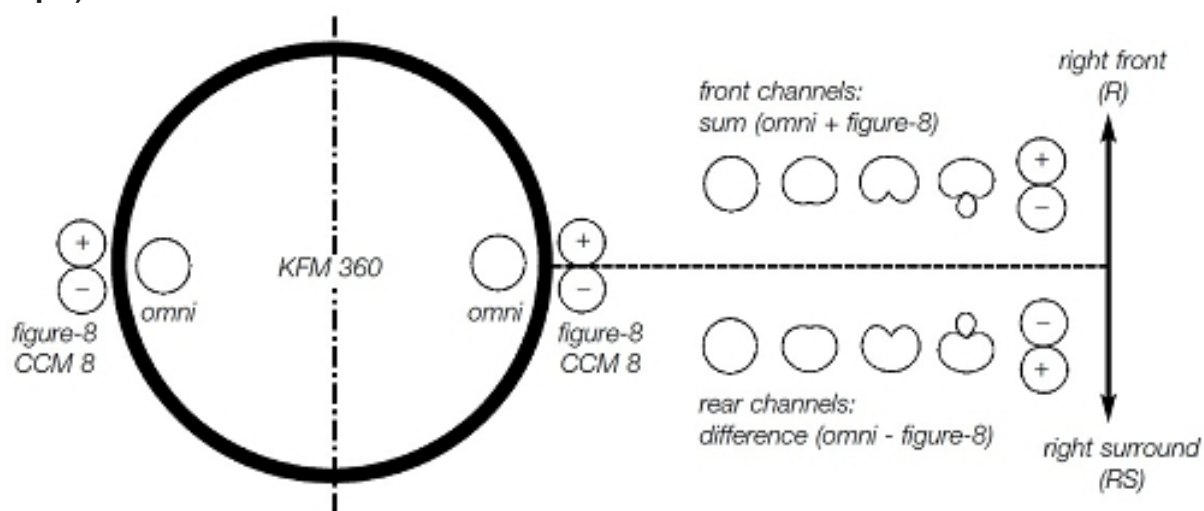 right front
(R)
front channels:
sum (omni + figure-8)
+
−
+
−
figure-8
CCM 8
omni
KFM 360
omni
+
−
figure-8
CCM 8
−
+
rear channels:
difference (omni - figure-8)
right surround
(RS)